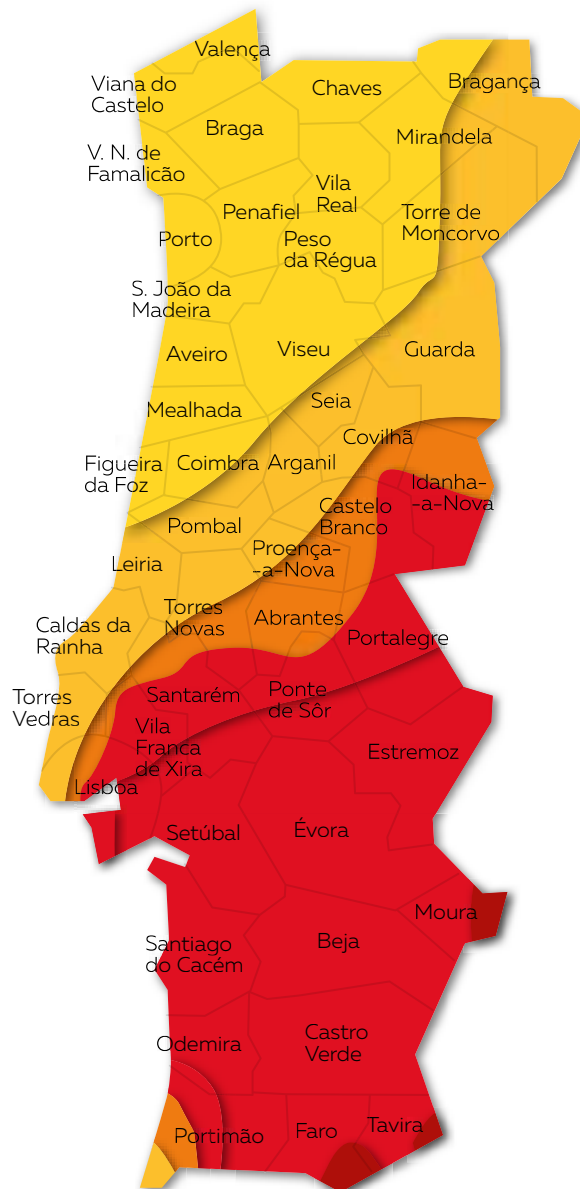 Valença
Viana do
Castelo
Chaves
Bragança
Braga
Mirandela
V. N. de
Famalicão
Vila
Real
Penafiel
Torre de
Moncorvo
Porto
Peso
da Régua
S. João da
Madeira
Aveiro
Viseu
Guarda
Mealhada
Seia
Covilhã
Figueira
da Foz
Coimbra
Arganil
Idanha-
-a-Nova
Castelo
Branco
Pombal
Proença-
-a-Nova
Leiria
Torres
Novas
Abrantes
Caldas da
Rainha
Portalegre
Torres
Vedras
Santarém
Ponte
de Sôr
Vila
Franca
de Xira
Estremoz
Lisboa
Setúbal
Évora
Moura
Santiago
do Cacém
Beja
Odemira
Castro
Verde
Portimão
Faro
Tavira